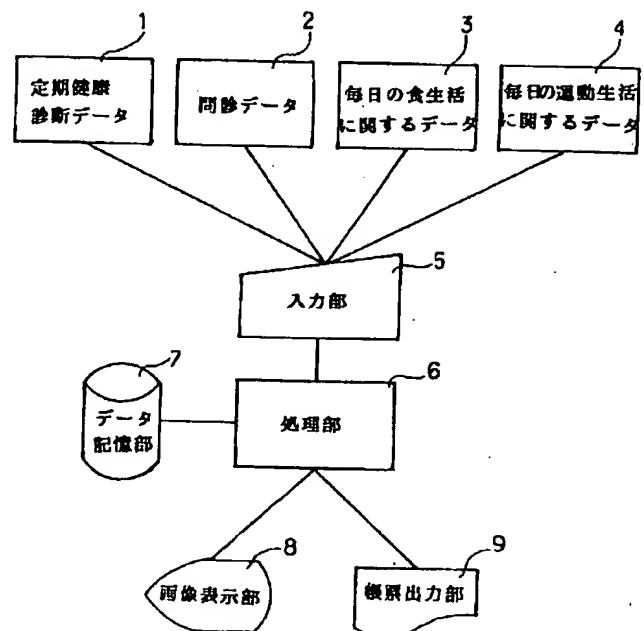 1
2
3
4
定期健康
診断データ
問診データ
毎日の食生活
に関するデータ
毎日の運動生活
に関するデータ
5
入力部
7
6
データ
記憶部
処理部
8
9
画像表示部
帳票出力部